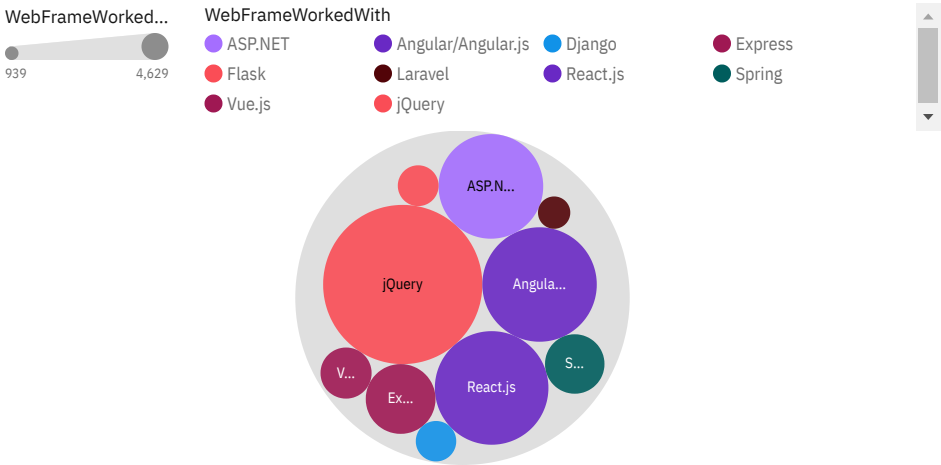 WebFrameWorked...
939
4,629
WebFrameWorkedWith
ASP.NET
Angular/Angular.js
Django
Express
Flask
Laravel
React.js
Spring
Vue.js
jQuery
ASP.N...
jQuery
Angula...
S...
V...
React.js
Ex...